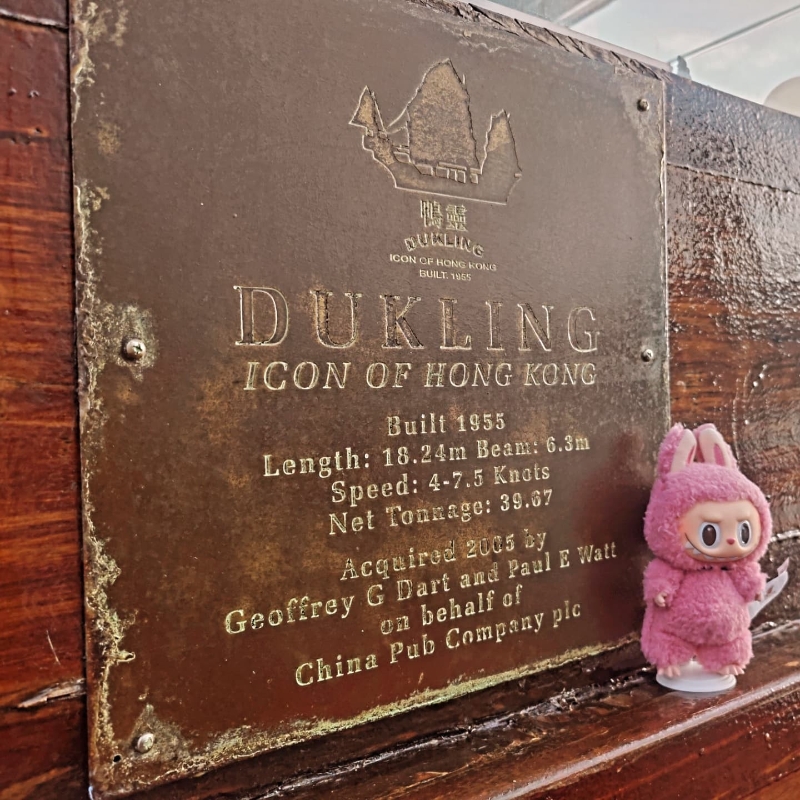 鴨靈
DUKLING
ICON OF HONG KONG
BUILT. 1955
DUKLING
ICON OF HONG KONG
Built 1955
Length: 18.24m Beam: 6.3m
Speed: 4-7.5 Knots
Net Tonnage: 39.67
Acquired 2005 by
Geoffrey G Dart and Paul E Watt
on behalf of
China Pub Company plc